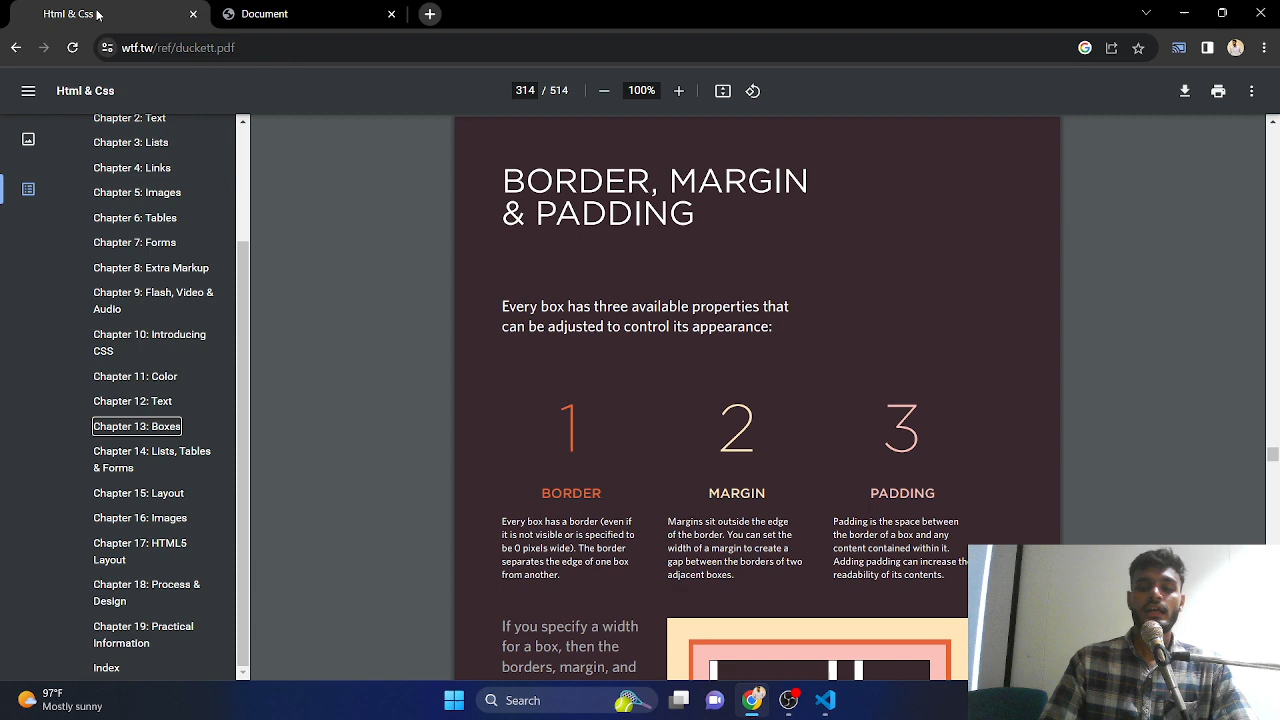 Html & Css
Document
wtf.tw/ref/duckett.pdf
Html & Css
314 / 514
100%
Chapter 2: Text
Chapter 3: Lists
Chapter 4: Links
Chapter 5: Images
Chapter 6: Tables
Chapter 7: Forms
Chapter 8: Extra Markup
Chapter 9: Flash, Video &
Audio
Chapter 10: Introducing
CSS
Chapter 11: Color
Chapter 12: Text
Chapter 13: Boxes
Chapter 14: Lists, Tables
& Forms
Chapter 15: Layout
Chapter 16: Images
Chapter 17: HTML5
Layout
Chapter 18: Process &
Design
Chapter 19: Practical
Information
Index
BORDER, MARGIN
& PADDING
Every box has three available properties that
can be adjusted to control its appearance:
1
BORDER
Every box has a border (even if
it is not visible or is specified to
be 0 pixels wide). The border
separates the edge of one box
from another.
2
MARGIN
Margins sit outside the edge
of the border. You can set the
width of a margin to create a
gap between the borders of two
adjacent boxes.
3
PADDING
Padding is the space between
the border of a box and any
content contained within it.
Adding padding can increase the
readability of its contents.
If you specify a width
for a box, then the
borders, margin, and
97°F
Mostly sunny
Search